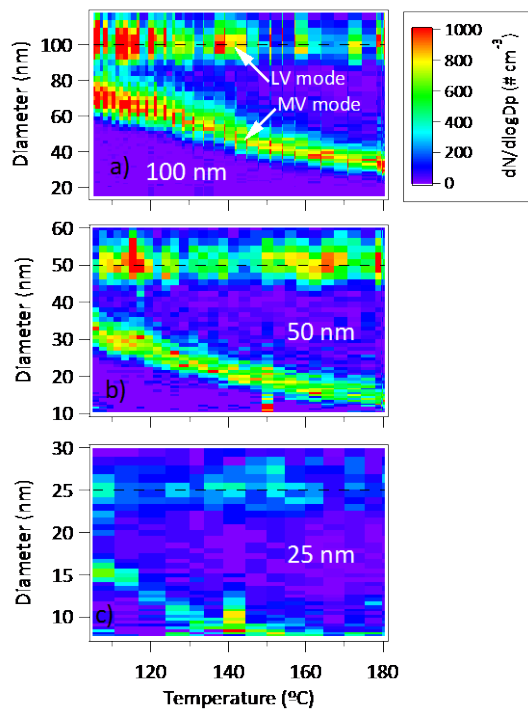 Diameter (nm)
100
80
60
40
20
LV mode
MV mode
a)
100 nm
1000
800
600
400
200
0
dN/dlogDp (# cm⁻³)
Diameter (nm)
60
50
40
30
20
10
50 nm
b)
Diameter (nm)
30
25
20
15
10
25 nm
c)
120
140
160
180
Temperature (ºC)